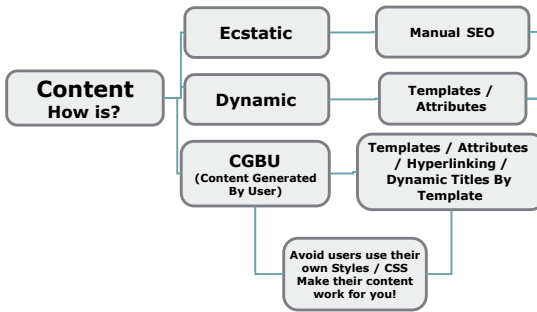 Content
How is?
Ecstatic
Manual SEO
Dynamic
Templates /
Attributes
CGBU
(Content Generated
By User)
Templates / Attributes
/ Hyperlinking /
Dynamic Titles By
Template
Avoid users use their
own Styles / CSS
Make their content
work for you!